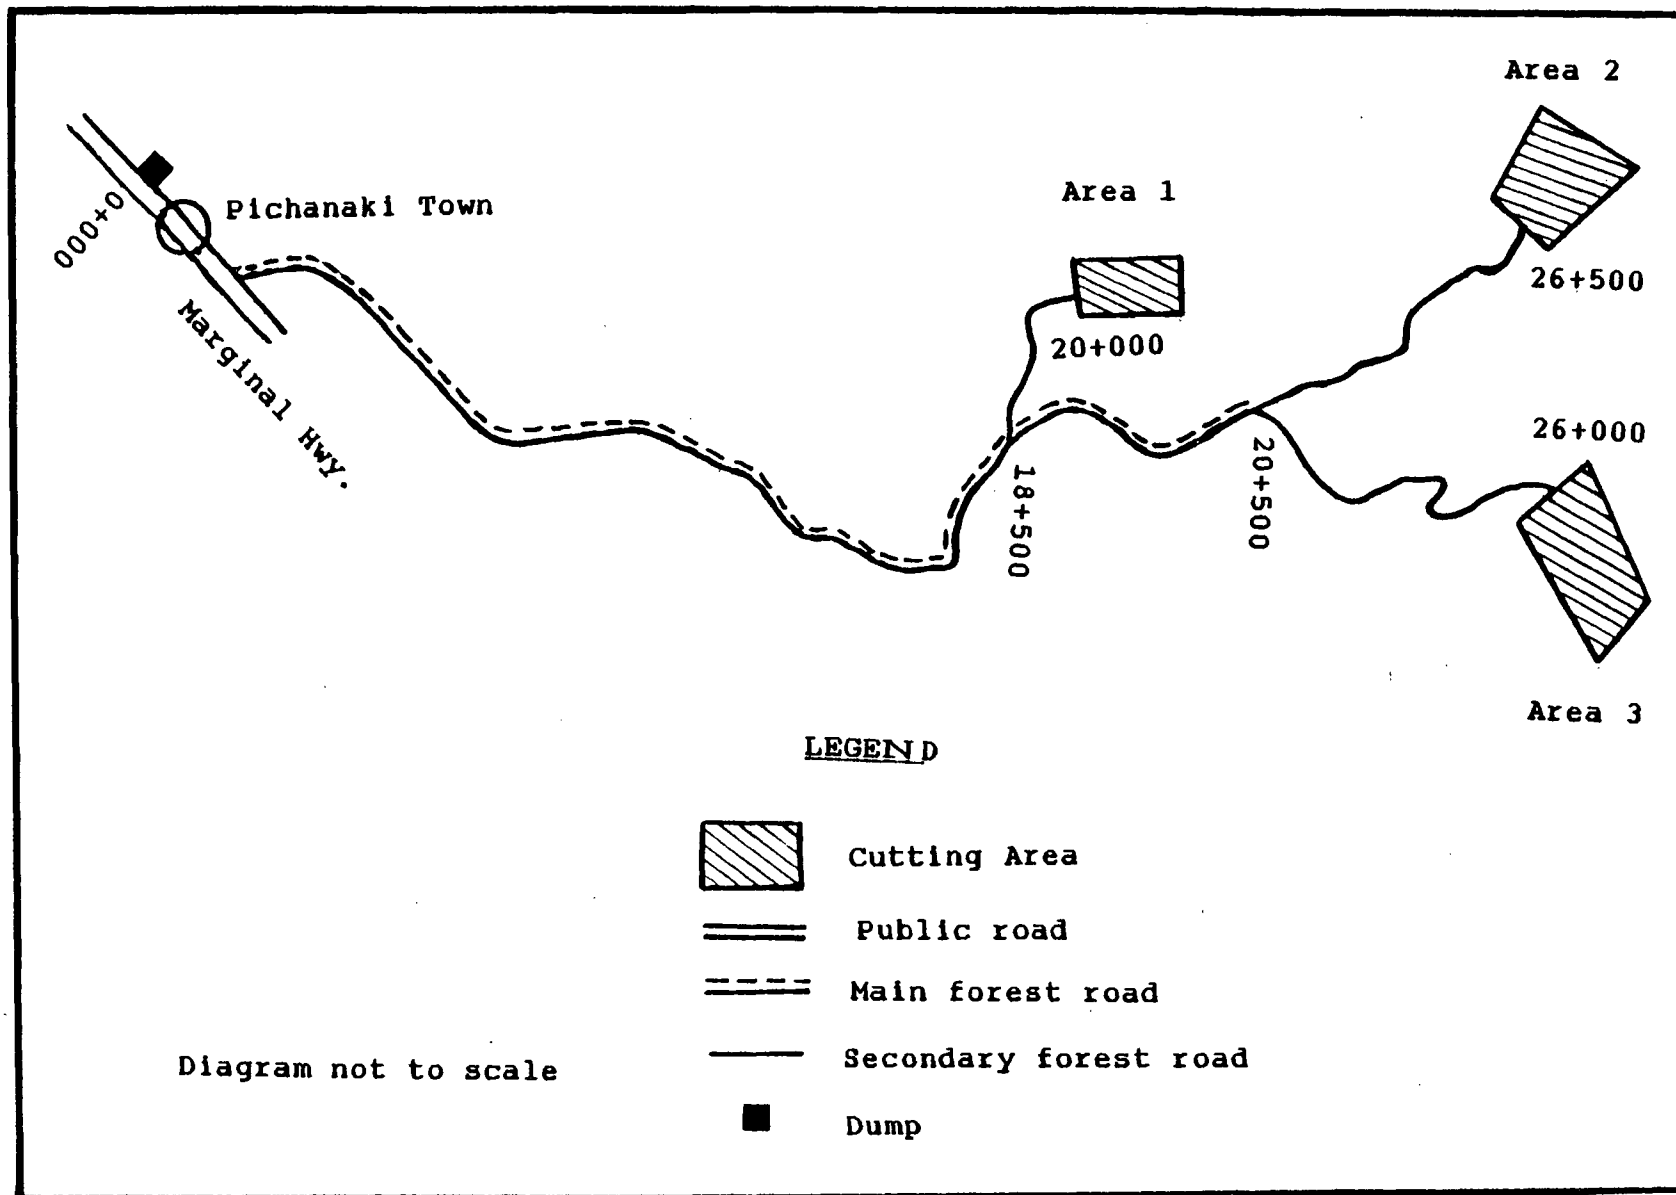 Area 2
Area 1
Pichanaki Town
0+000
26+500
Marginal Hwy.
20+000
26+000
18+500
20+500
Area 3
LEGEND
Cutting Area
Public road
Main forest road
Secondary forest road
Diagram not to scale
Dump